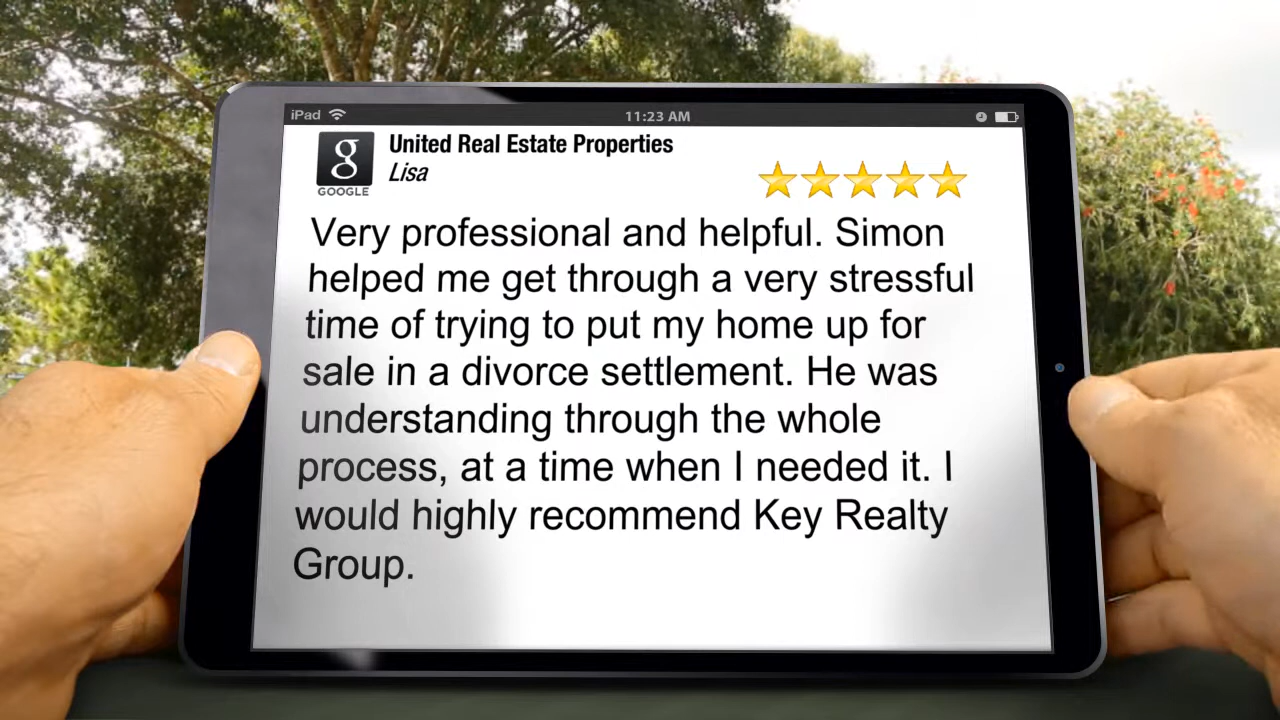 iPad
11:23 AM
g
GOOGLE
United Real Estate Properties
Lisa
Very professional and helpful. Simon
helped me get through a very stressful
time of trying to put my home up for
sale in a divorce settlement. He was
understanding through the whole
process, at a time when I needed it. I
would highly recommend Key Realty
Group.